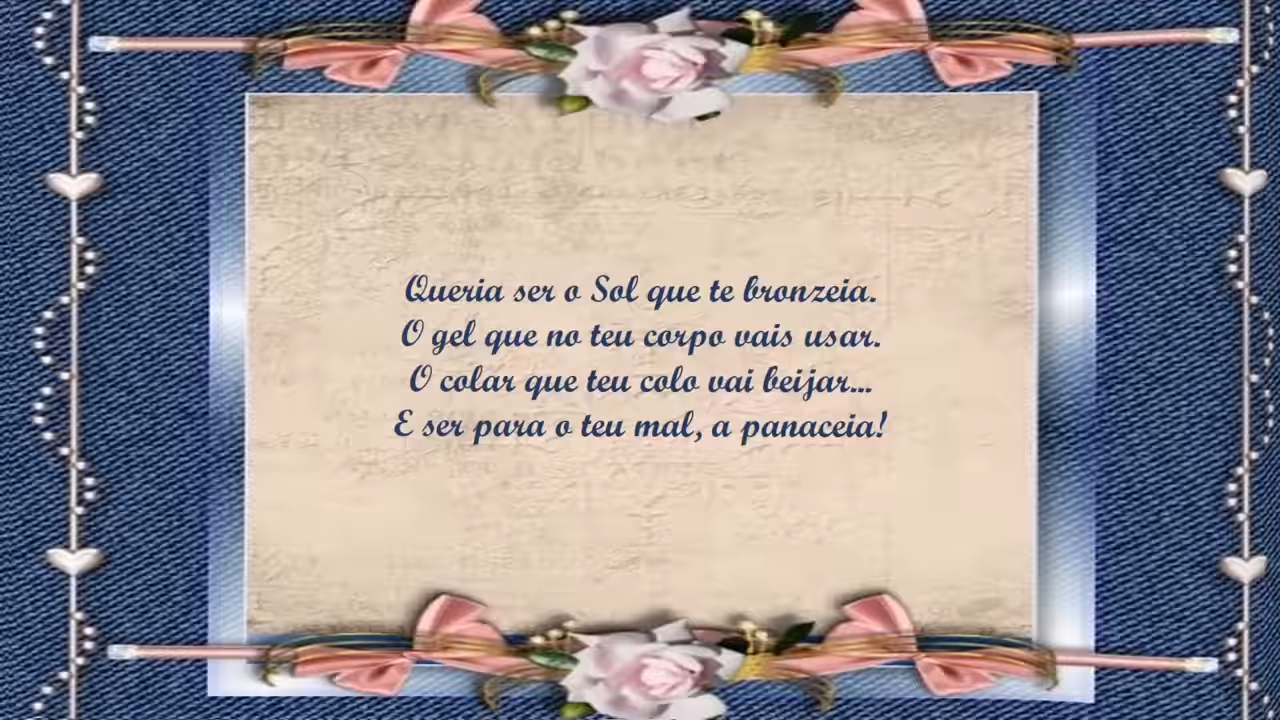 Queria ser o Sol que te bronzeia.
O gel que no teu corpo vais usar.
O colar que teu colo vai beijar...
E ser para o teu mal, a panaceia!